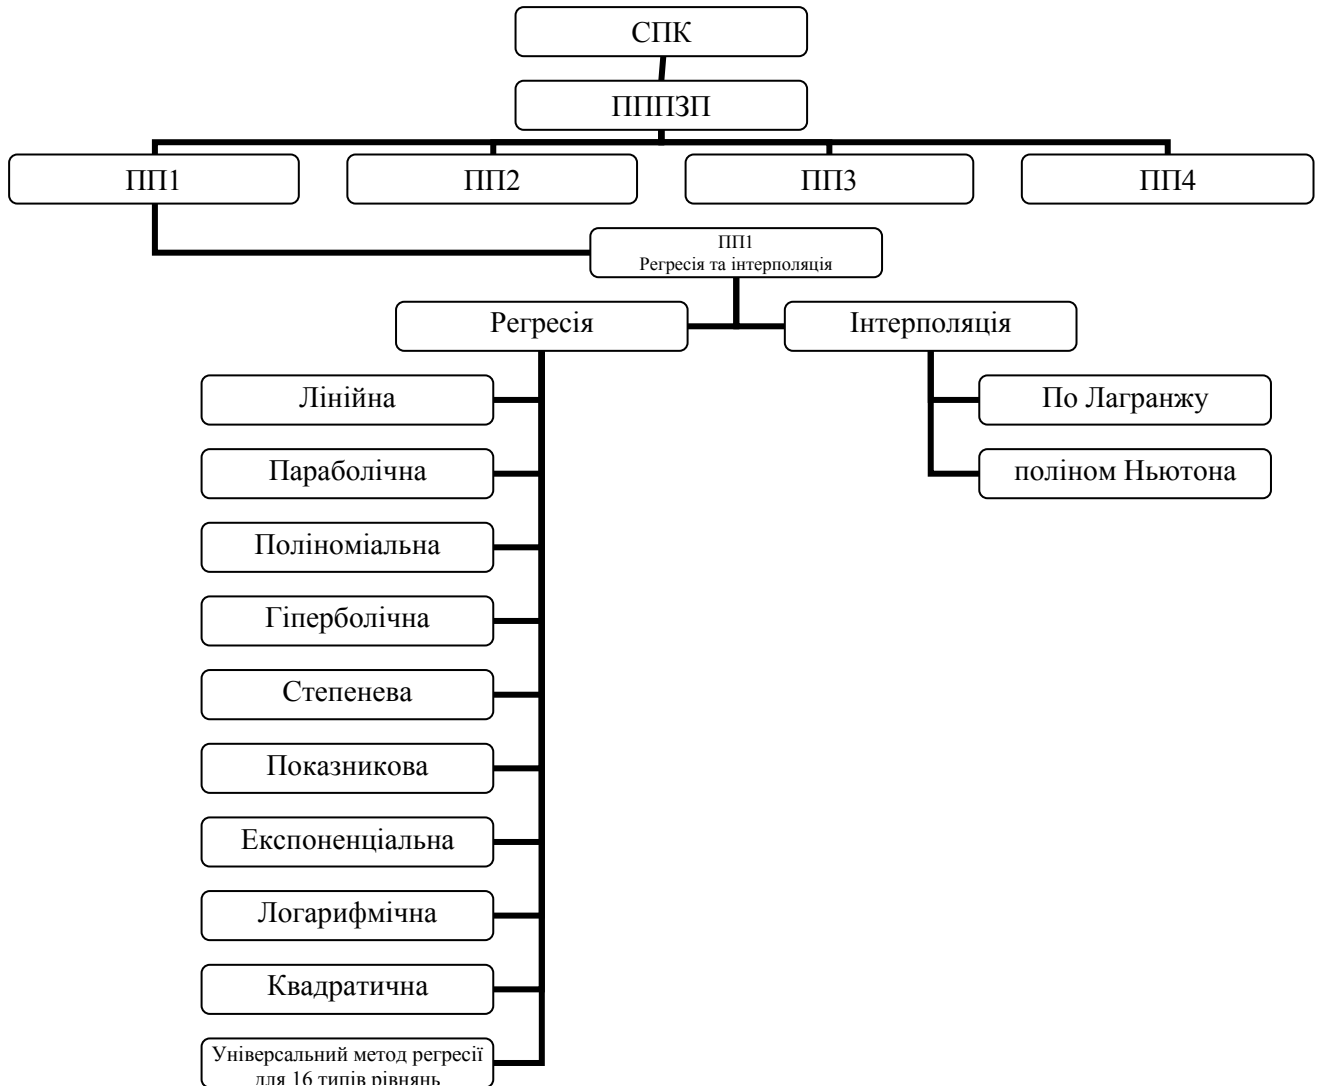 СПК
ПППЗП
ПП1
ПП2
ПП3
ПП4
ПП1
Регресія та інтерполяція
Регресія
Інтерполяція
Лінійна
По Лагранжу
Параболічна
поліном Ньютона
Поліноміальна
Гіперболічна
Степенева
Показникова
Експоненціальна
Логарифмічна
Квадратична
Універсальний метод регресії
для 16 типів рівнянь